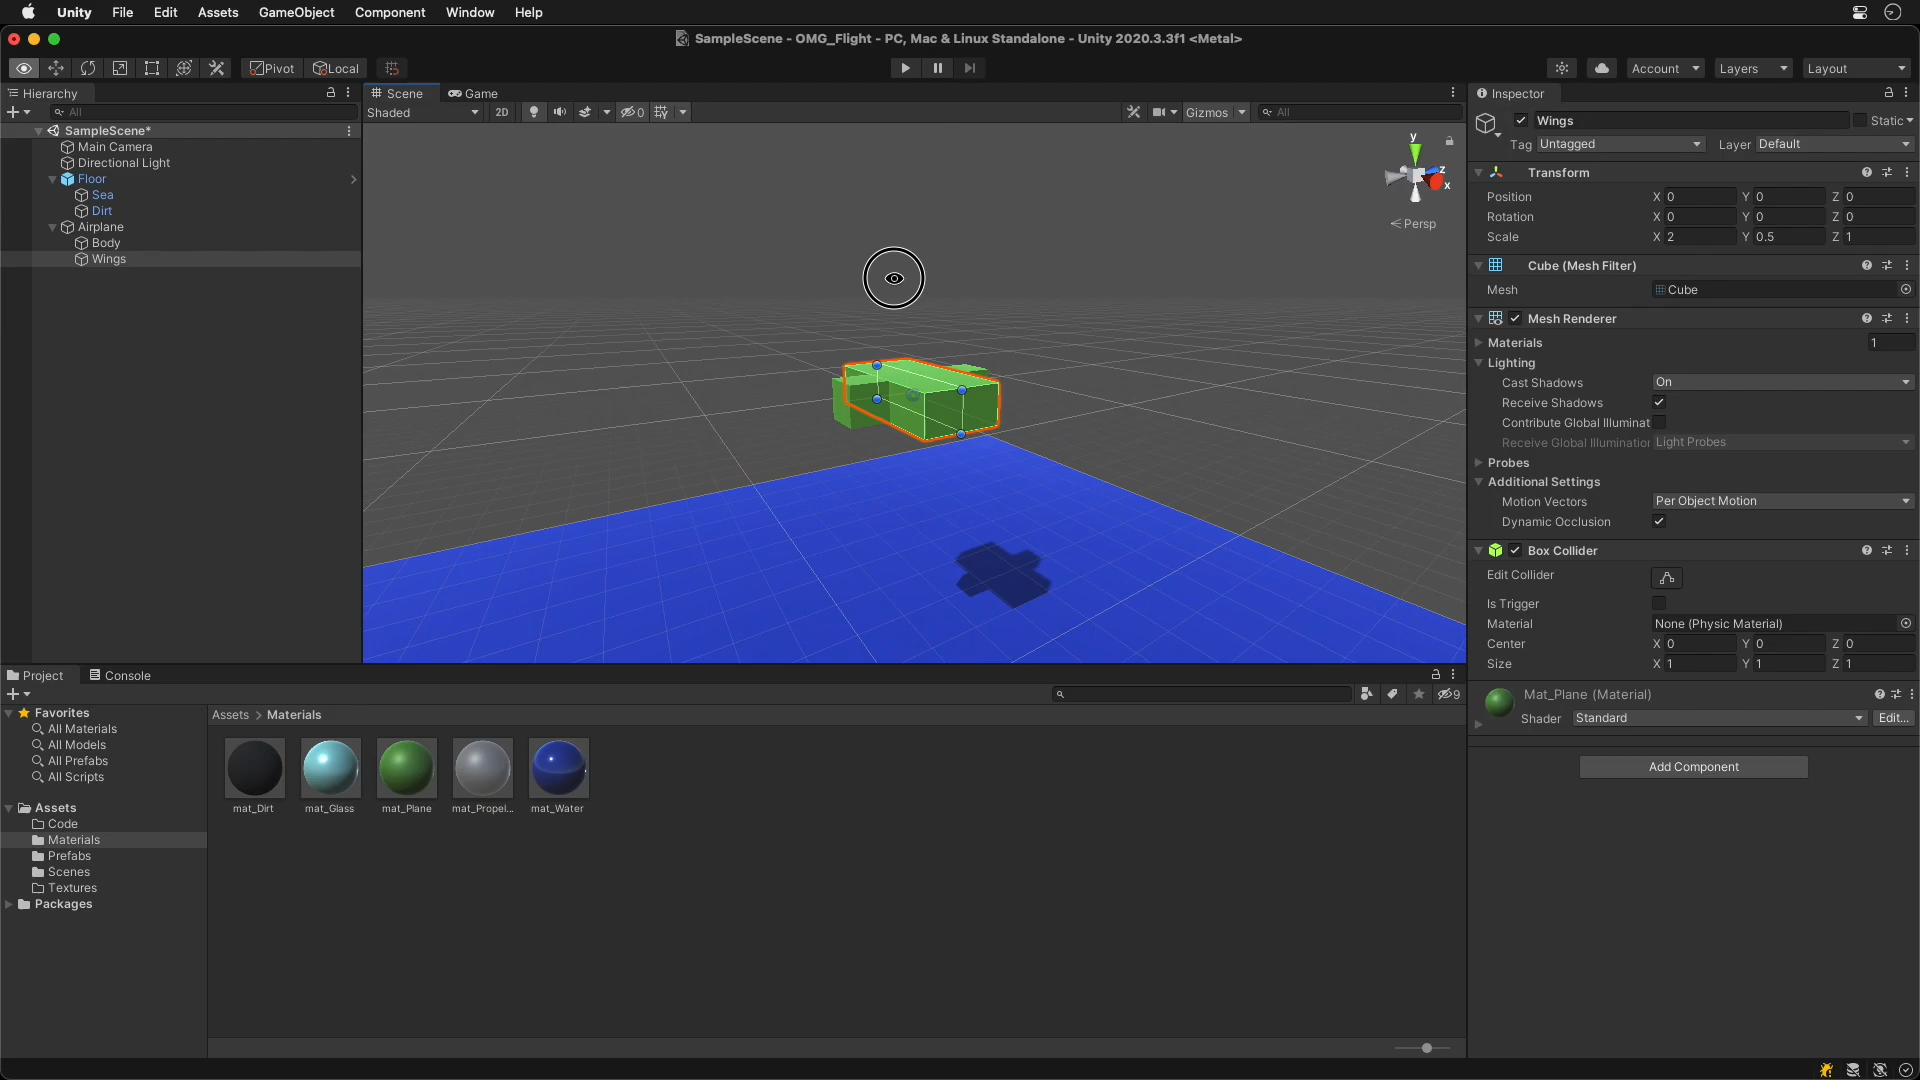 Unity File Edit Assets GameObject Component Window Help
SampleScene - OMG_Flight - PC, Mac & Linux Standalone - Unity 2020.3.3f1 <Metal>
Pivot Local Account Layers Layout
Hierarchy
All
SampleScene*
Main Camera
Directional Light
Floor
Sea
Dirt
Airplane
Body
Wings
Scene Game
Shaded 2D 0 Gizmos All
y
z
x
< Persp
Inspector
Wings Static
Tag Untagged Layer Default
Transform
Position X 0 Y 0 Z 0
Rotation X 0 Y 0 Z 0
Scale X 2 Y 0.5 Z 1
Cube (Mesh Filter)
Mesh Cube
Mesh Renderer
Materials 1
Lighting
Cast Shadows On
Receive Shadows
Contribute Global Illuminat
Receive Global Illumination Light Probes
Probes
Additional Settings
Motion Vectors Per Object Motion
Dynamic Occlusion
Box Collider
Edit Collider
Is Trigger
Material None (Physic Material)
Center X 0 Y 0 Z 0
Size X 1 Y 1 Z 1
Mat_Plane (Material)
Shader Standard Edit...
Add Component
Project Console
9
Favorites
All Materials
All Models
All Prefabs
All Scripts
Assets
Code
Materials
Prefabs
Scenes
Textures
Packages
Assets > Materials
mat_Dirt mat_Glass mat_Plane mat_Propel... mat_Water